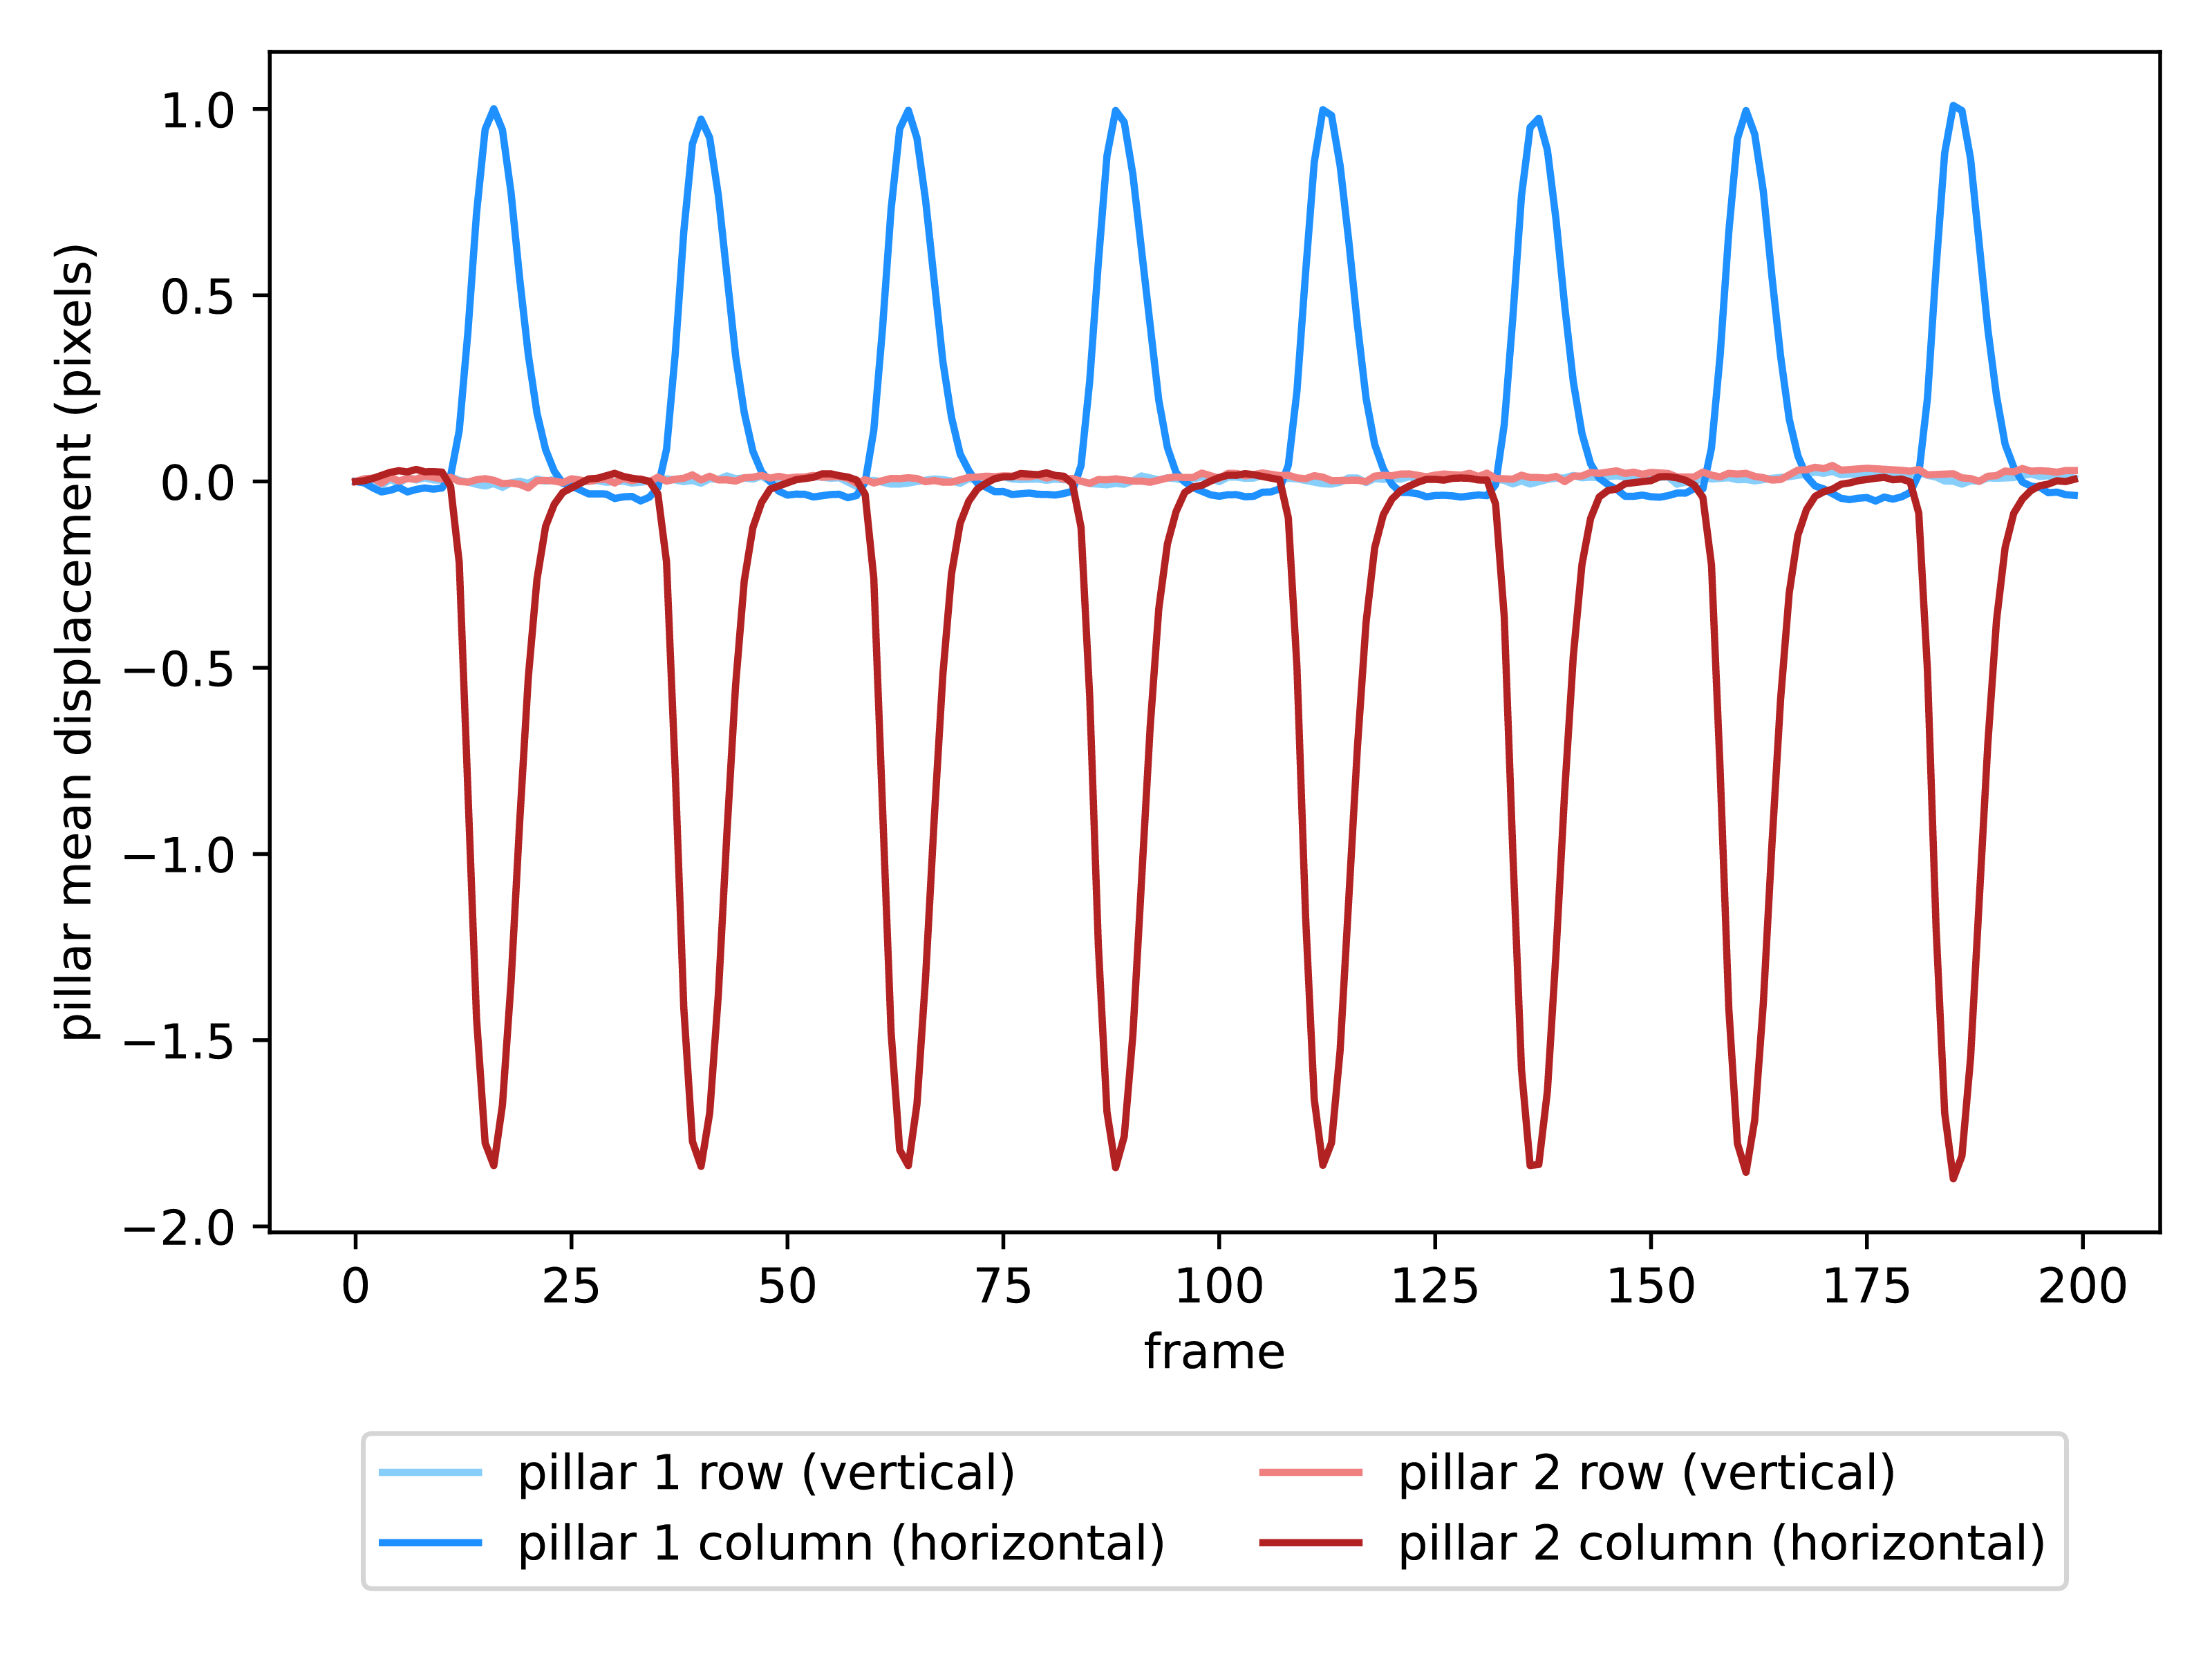 pillar mean displacement (pixels)
1.0
0.5
0.0
−0.5
−1.0
−1.5
−2.0
0 25 50 75 100 125 150 175 200
frame
pillar 1 row (vertical) pillar 2 row (vertical)
pillar 1 column (horizontal) pillar 2 column (horizontal)